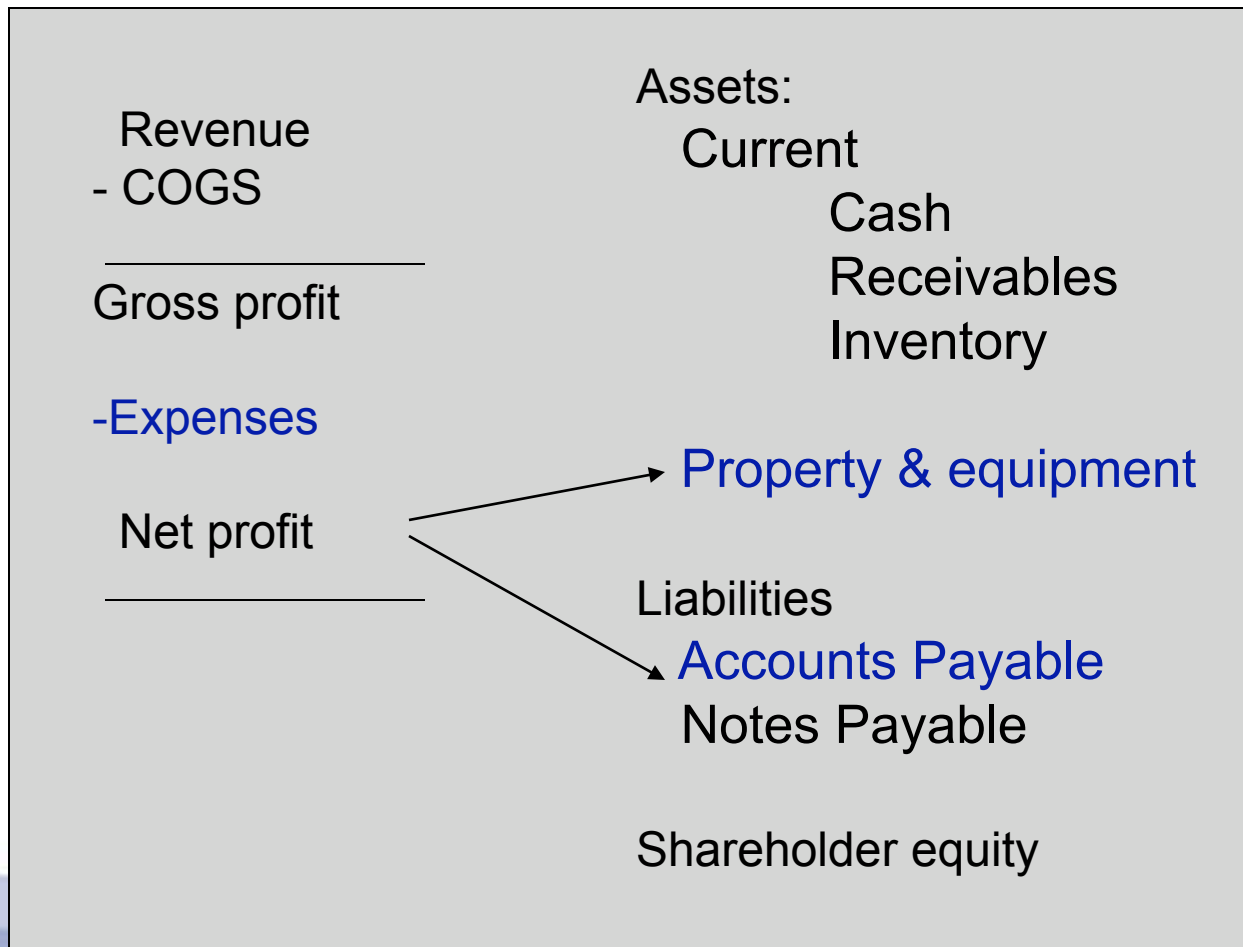 Revenue
- COGS
Gross profit
-Expenses
Net profit
Assets:
Current
Cash
Receivables
Inventory
Property & equipment
Liabilities
Accounts Payable
Notes Payable
Shareholder equity